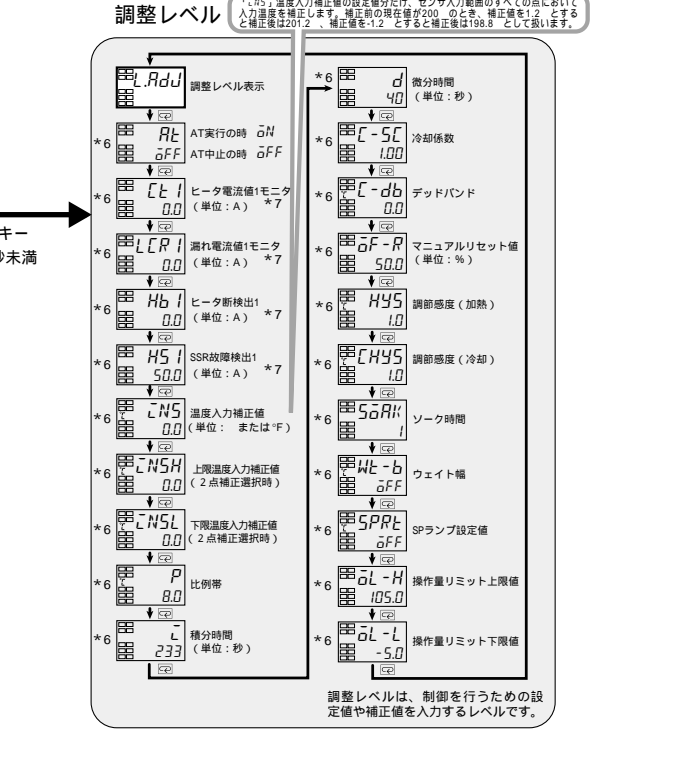 調整レベル
「ins」温度入力補正値の設定値分だけ、センサ入力範囲のすべての点において
入力温度を補正します。補正前の現在値が200 のとき、補正値を1.2 とする
と補正後は201.2 、補正値を-1.2 とすると補正後は198.8 として扱います。
キー
秒未満
L.AdJ
調整レベル表示
*6
At
oFF
AT実行の時 oN
AT中止の時 oFF
*6
Ct1
0.0
ヒータ電流値1モニタ
(単位:A) *7
*6
LCR1
0.0
漏れ電流値1モニタ
(単位:A) *7
*6
Hb1
0.0
ヒータ断検出1
(単位:A) *7
*6
HS1
50.0
SSR故障検出1
(単位:A) *7
*6
iNS
0.0
温度入力補正値
(単位: または°F)
*6
iNSH
0.0
上限温度入力補正値
(2点補正選択時)
*6
iNSL
0.0
下限温度入力補正値
(2点補正選択時)
*6
P
8.0
比例帯
*6
i
233
積分時間
(単位:秒)
*6
d
40
微分時間
(単位:秒)
*6
C-SC
1.00
冷却係数
*6
C-db
0.0
デッドバンド
*6
oF-R
50.0
マニュアルリセット値
(単位:%)
*6
HYS
1.0
調節感度(加熱)
*6
CHYS
1.0
調節感度(冷却)
*6
SoAK
1
ソーク時間
*6
Wt-b
oFF
ウェイト幅
*6
SPRt
oFF
SPランプ設定値
*6
oL-H
105.0
操作量リミット上限値
*6
oL-L
-5.0
操作量リミット下限値
調整レベルは、制御を行うための設
定値や補正値を入力するレベルです。